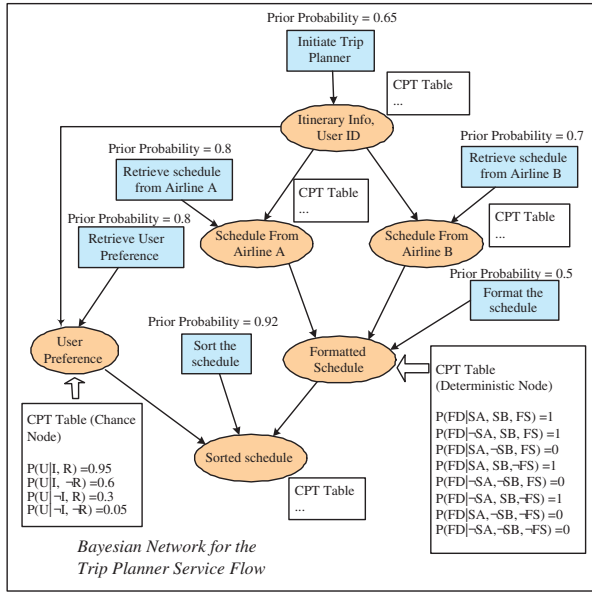 Prior Probability = 0.65
Initiate Trip
Planner
CPT Table
...
Itinerary Info,
User ID
Prior Probability = 0.8
Retrieve schedule
from Airline A
Prior Probability = 0.7
Retrieve schedule
from Airline B
CPT Table
...
Prior Probability = 0.8
Retrieve User
Preference
Schedule From
Airline A
Schedule From
Airline B
CPT Table
...
Prior Probability = 0.5
Format the
schedule
Prior Probability = 0.92
Sort the
schedule
User
Preference
Formatted
Schedule
CPT Table
(Deterministic Node)
P(FD|SA, SB, FS) =1
P(FD|¬SA, SB, FS) =1
P(FD|SA,¬SB, FS) =0
P(FD|SA, SB,¬FS) =1
P(FD|¬SA,¬SB, FS) =0
P(FD|¬SA, SB,¬FS) =1
P(FD|SA,¬SB,¬FS) =0
P(FD|¬SA,¬SB, ¬FS) =0
CPT Table (Chance
Node)
P(U|I, R) =0.95
P(U|I, ¬R) =0.6
P(U|¬I, R) =0.3
P(U|¬I, ¬R) =0.05
Sorted schedule
CPT Table
...
Bayesian Network for the
Trip Planner Service Flow